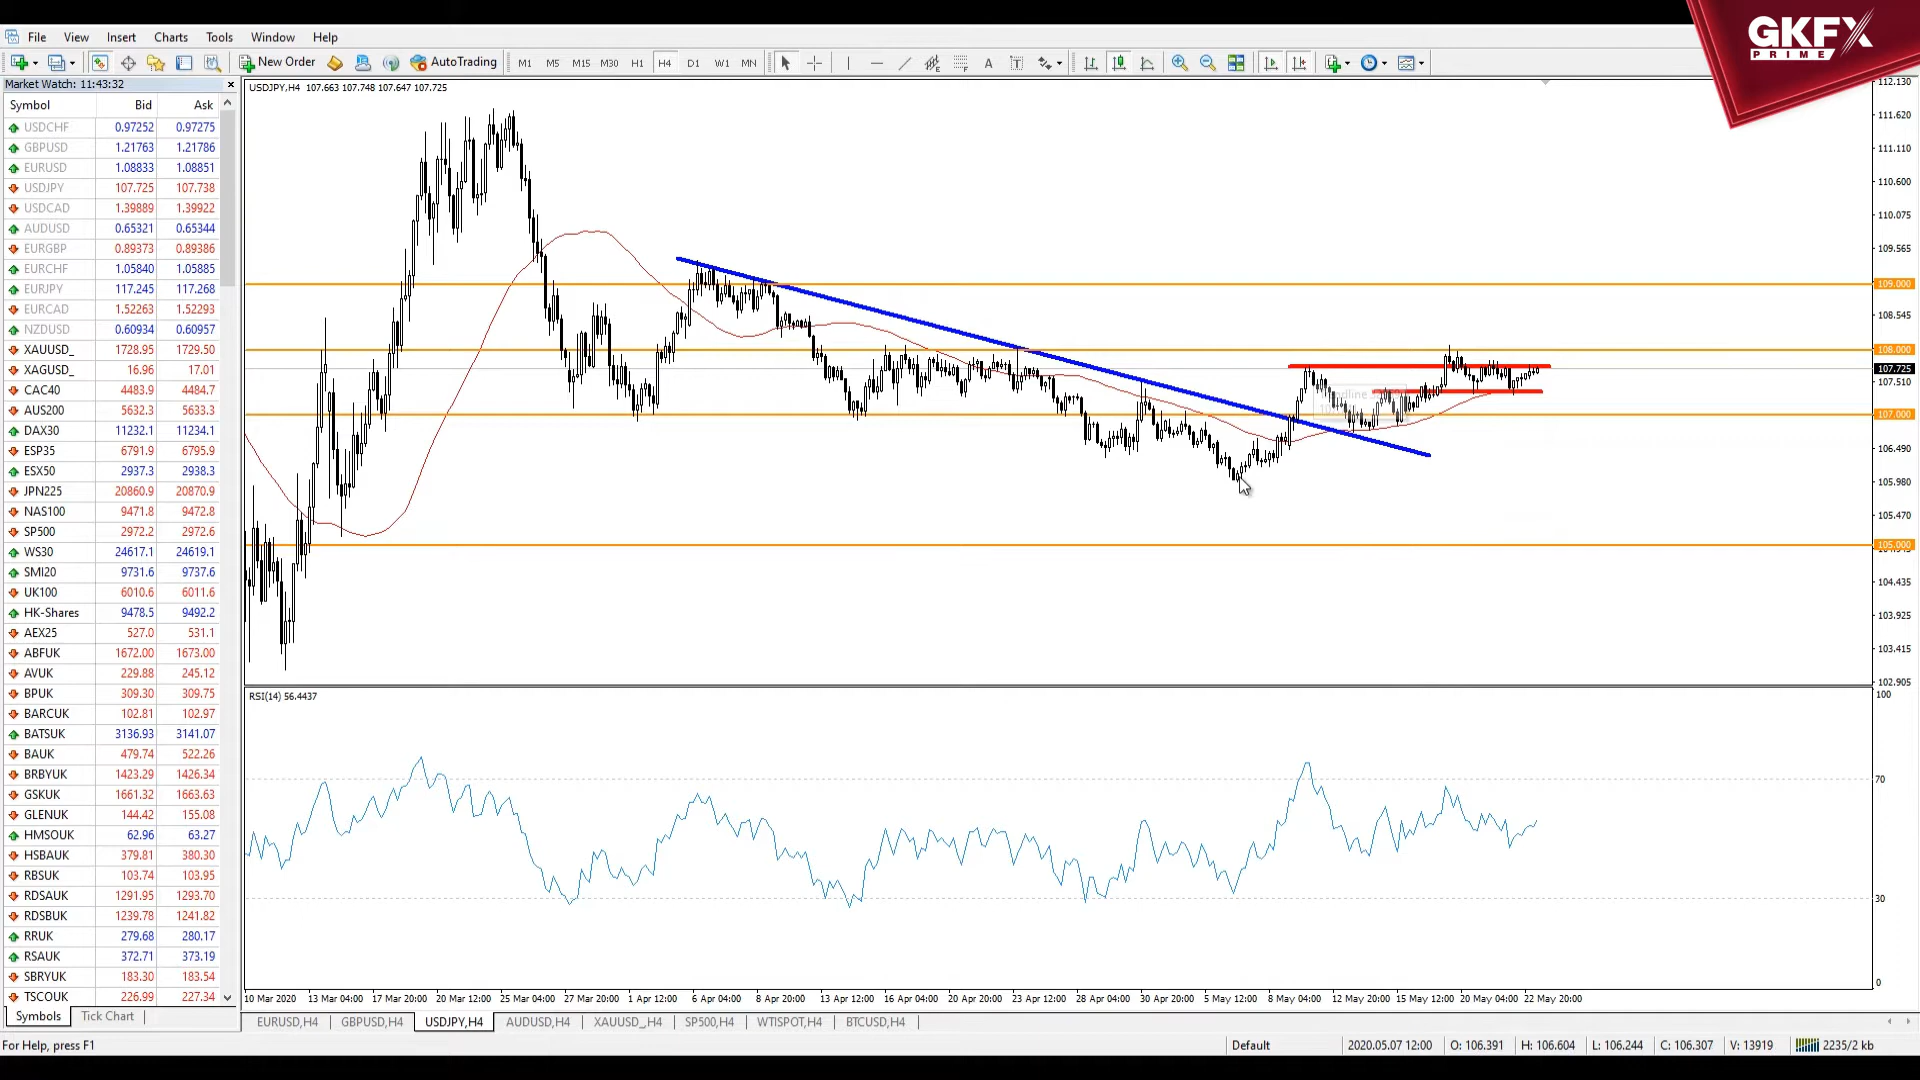 GKFX
PRIME
File View Insert Charts Tools Window Help
New Order AutoTrading M1 M5 M15 M30 H1 H4 D1 W1 MN
Market Watch: 11:43:32
Symbol Bid Ask
USDCHF 0.97252 0.97275
GBPUSD 1.21763 1.21786
EURUSD 1.08833 1.08851
USDJPY 107.725 107.738
USDCAD 1.39889 1.39922
AUDUSD 0.65321 0.65344
EURGBP 0.89373 0.89386
EURCHF 1.05840 1.05885
EURJPY 117.245 117.268
EURCAD 1.52263 1.52293
NZDUSD 0.60934 0.60957
XAUUSD_ 1728.95 1729.50
XAGUSD_ 16.96 17.01
CAC40 4483.9 4484.7
AUS200 5632.3 5633.3
DAX30 11232.1 11234.1
ESP35 6791.9 6795.9
ESX50 2937.3 2938.3
JPN225 20860.9 20870.9
NAS100 9471.8 9472.8
SP500 2972.2 2972.6
WS30 24617.1 24619.1
SMI20 9731.6 9737.6
UK100 6010.6 6011.6
HK-Shares 9478.5 9492.2
AEX25 527.0 531.1
ABFUK 1672.00 1673.00
AVUK 229.88 245.12
BPUK 309.30 309.75
BARCUK 102.81 102.97
BATSUK 3136.93 3141.07
BAUK 479.74 522.26
BRBYUK 1423.29 1426.34
GSKUK 1661.32 1663.63
GLENUK 144.42 155.08
HMSOUK 62.96 63.27
HSBAUK 379.81 380.30
RBSUK 103.74 103.95
RDSAUK 1291.95 1293.70
RDSBUK 1239.78 1241.82
RRUK 279.68 280.17
RSAUK 372.71 373.19
SBRYUK 183.30 183.54
TSCOUK 226.99 227.34
Symbols Tick Chart
USDJPY,H4 107.663 107.748 107.647 107.725
112.130
111.620
111.110
110.600
110.075
109.565
109.000
108.545
108.000
107.725
107.510
107.000
106.490
105.980
105.470
105.000
104.435
103.925
103.415
102.905
RSI(14) 56.4437
100
70
30
0
10 Mar 2020 13 Mar 04:00 17 Mar 20:00 20 Mar 12:00 25 Mar 04:00 27 Mar 20:00 1 Apr 12:00 6 Apr 04:00 8 Apr 20:00 13 Apr 12:00 16 Apr 04:00 20 Apr 20:00 23 Apr 12:00 28 Apr 04:00 30 Apr 20:00 5 May 12:00 8 May 04:00 12 May 20:00 15 May 12:00 20 May 04:00 22 May 20:00
EURUSD,H4 GBPUSD,H4 USDJPY,H4 AUDUSD,H4 XAUUSD_,H4 SP500,H4 WTISPOT,H4 BTCUSD,H4
For Help, press F1 Default 2020.05.07 12:00 O: 106.391 H: 106.604 L: 106.244 C: 106.307 V: 13919 2235/2 kb